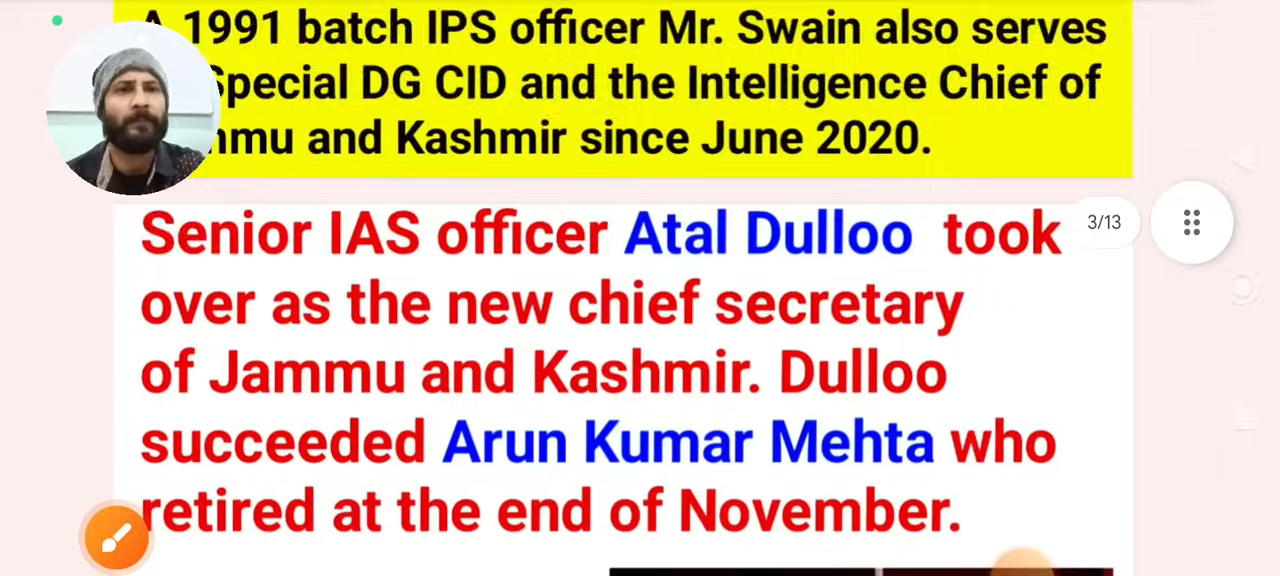 A 1991 batch IPS officer Mr. Swain also serves
Special DG CID and the Intelligence Chief of
and Kashmir since June 2020.
Senior IAS officer Atal Dulloo took
3/13
over as the new chief secretary
of Jammu and Kashmir. Dulloo
succeeded Arun Kumar Mehta who
retired at the end of November.